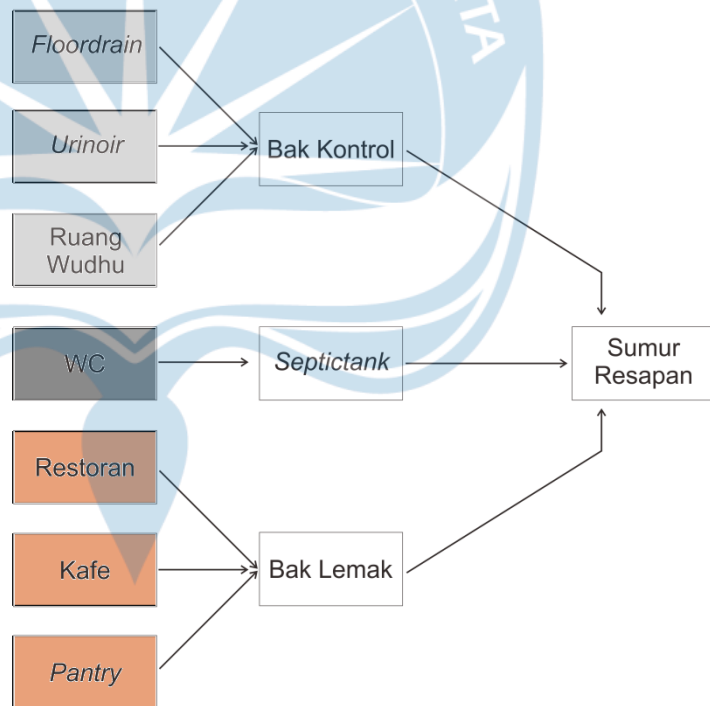 Floordrain
Urinoir
Bak Kontrol
Ruang
Wudhu
WC
Septictank
Sumur
Resapan
Restoran
Kafe
Bak Lemak
Pantry